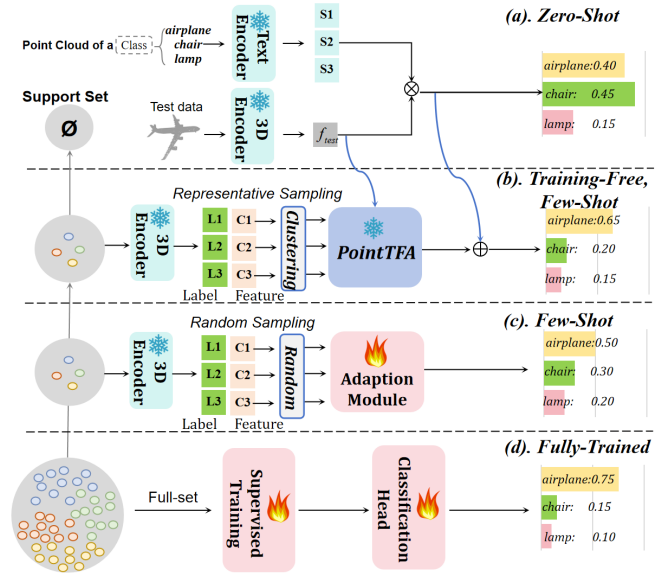 (a). Zero-Shot
Point Cloud of a Class
airplane
chair
lamp
Text Encoder
S1
S2
S3
airplane:0.40
chair: 0.45
lamp: 0.15
Support Set
Ø
Test data
3D Encoder
f_test
(b). Training-Free,
Few-Shot
Representative Sampling
3D Encoder
L1 C1
L2 C2
L3 C3
Label Feature
Clustering
PointTFA
airplane:0.65
chair: 0.20
lamp: 0.15
(c). Few-Shot
Random Sampling
3D Encoder
L1 C1
L2 C2
L3 C3
Label Feature
Random
Adaption
Module
airplane:0.50
chair: 0.30
lamp: 0.20
(d). Fully-Trained
Full-set
Supervised
Training
Classification
Head
airplane:0.75
chair: 0.15
lamp: 0.10